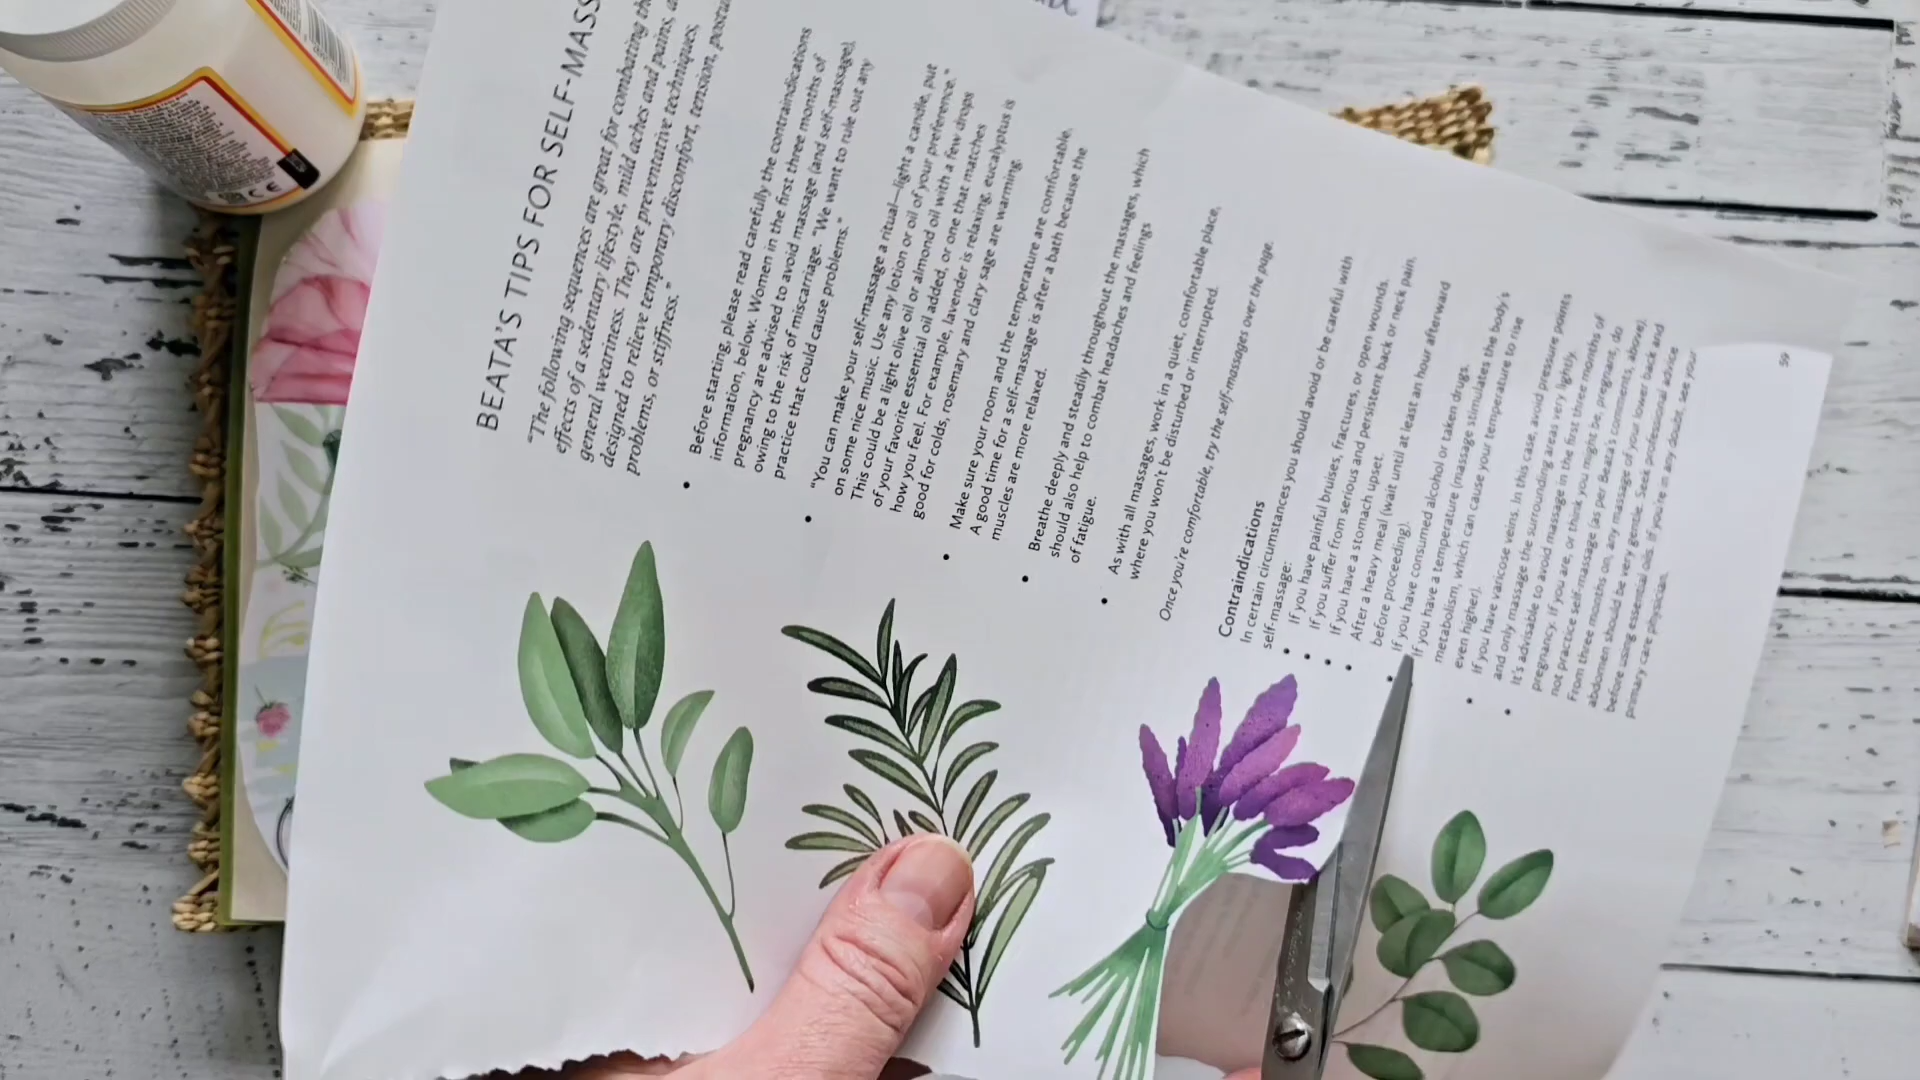 BEATA'S TIPS FOR SELF-MASS
"The following sequences are great for combating the
effects of a sedentary lifestyle, mild aches and pains, a
general weariness. They are preventative techniques,
designed to relieve temporary discomfort, tension, postu
problems, or stiffness."
• Before starting, please read carefully the contraindications
information, below. Women in the first three months of
pregnancy are advised to avoid massage (and self-massage)
owing to the risk of miscarriage. "We want to rule out any
practice that could cause problems."
• "You can make your self-massage a ritual—light a candle, put
on some nice music. Use any lotion or oil of your preference."
This could be a light olive oil or almond oil with a few drops
of your favorite essential oil added, or one that matches
how you feel. For example, lavender is relaxing, eucalyptus is
good for colds, rosemary and clary sage are warming.
• Make sure your room and the temperature are comfortable.
A good time for a self-massage is after a bath because the
muscles are more relaxed.
• Breathe deeply and steadily throughout the massages, which
should also help to combat headaches and feelings
of fatigue.
• As with all massages, work in a quiet, comfortable place,
where you won't be disturbed or interrupted.
Once you're comfortable, try the self-massages over the page.
Contraindications
In certain circumstances you should avoid or be careful with
self-massage:
• If you have painful bruises, fractures, or open wounds.
• If you suffer from serious and persistent back or neck pain.
• If you have a stomach upset.
• After a heavy meal (wait until at least an hour afterward
before proceeding).
• If you have consumed alcohol or taken drugs.
If you have a temperature (massage stimulates the body's
metabolism, which can cause your temperature to rise
even higher).
• If you have varicose veins. In this case, avoid pressure points
and only massage the surrounding areas very lightly.
• It's advisable to avoid massage in the first three months of
pregnancy. If you are, or think you might be, pregnant, do
not practice self-massage (as per Beata's comments, above).
From three months on, any massage of your lower back and
abdomen should be very gentle. Seek professional advice
before using essential oils. If you're in any doubt, see your
primary care physician.
59